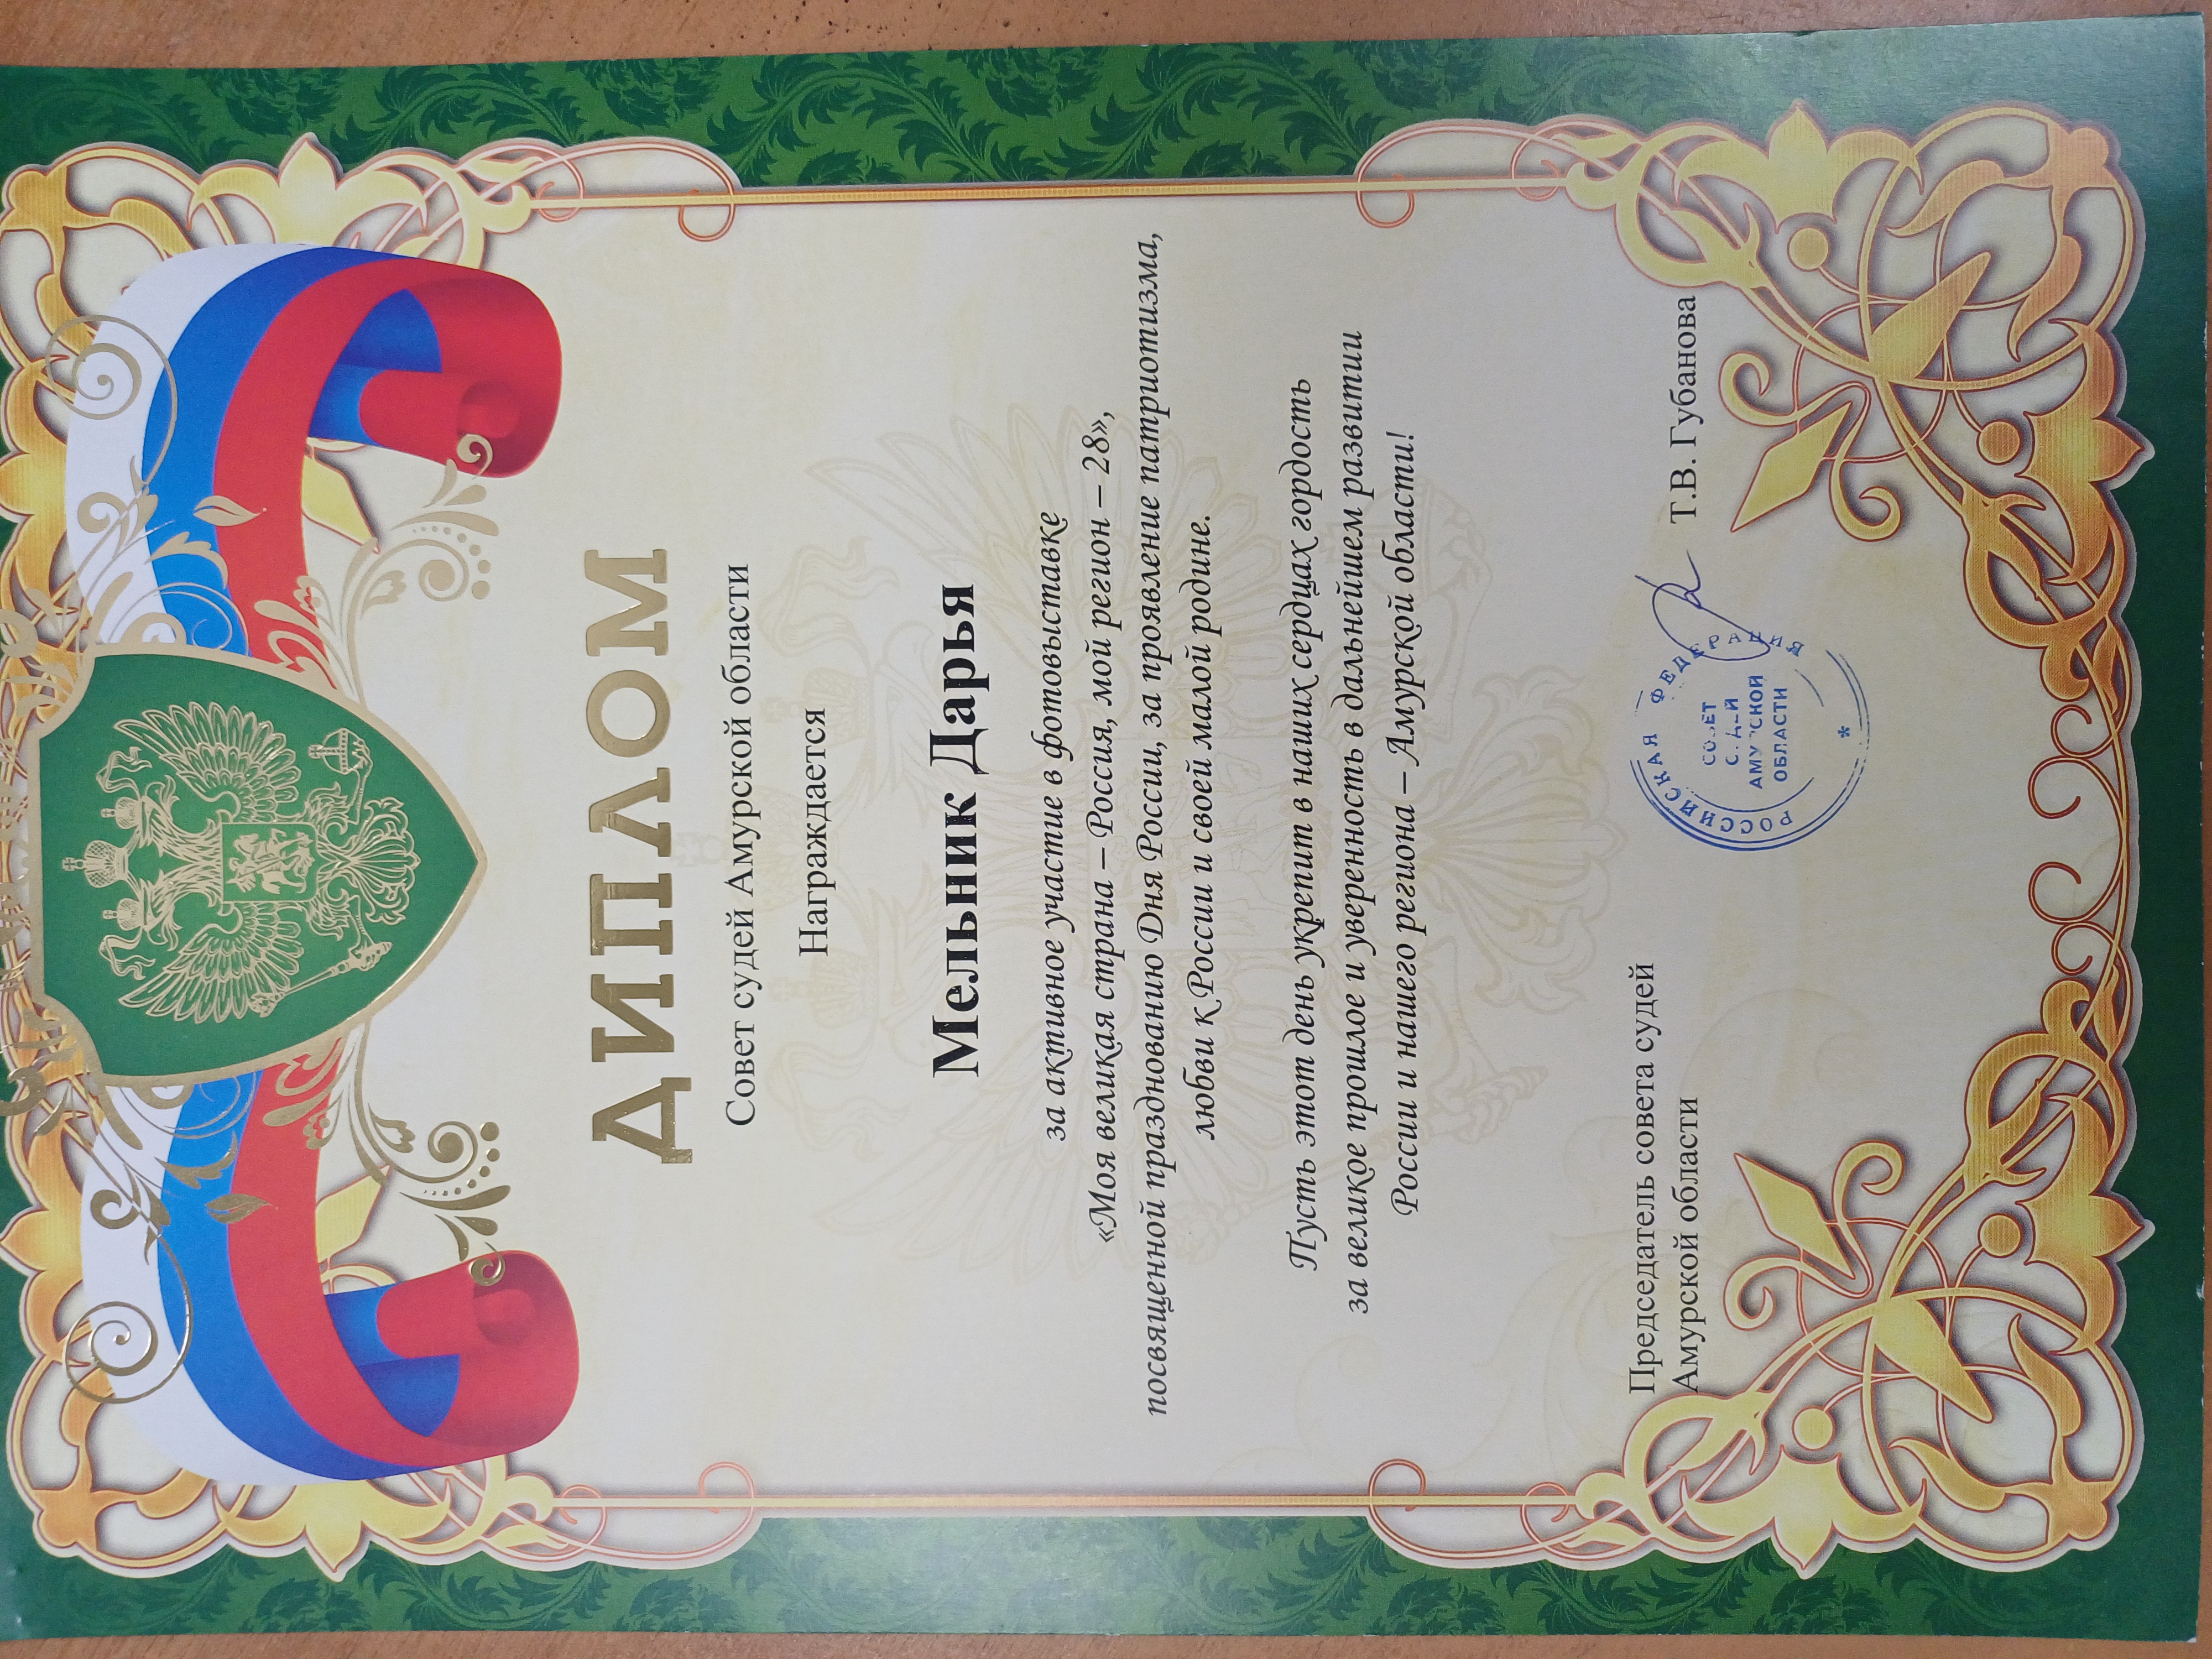 ДИПЛОМ
Совет судей Амурской области
Награждается
Мельник Дарья
за активное участие в фотовыставке
«Моя великая страна – Россия, мой регион – 28»,
посвященной празднованию Дня России, за проявление патриотизма,
любви к России и своей малой родине.
Пусть этот день укрепит в наших сердцах гордость
за великое прошлое и уверенность в дальнейшем развитии
России и нашего региона – Амурской области!
Председатель совета судей
Амурской области
Т.В. Губанова
РОССИЙСКАЯ ФЕДЕРАЦИЯ
СОВЕТ
СУДЕЙ
АМУРСКОЙ
ОБЛАСТИ
*